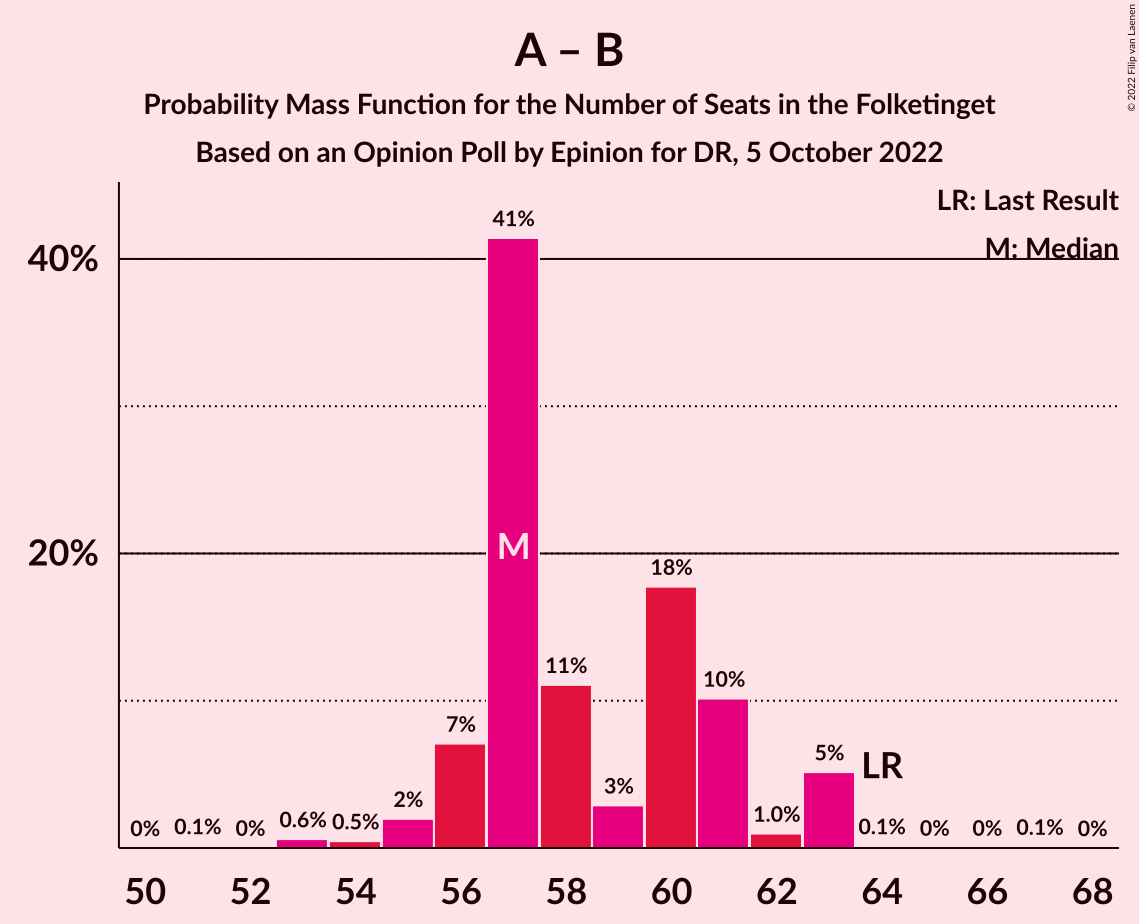 A – B
Probability Mass Function for the Number of Seats in the Folketinget
Based on an Opinion Poll by Epinion for DR, 5 October 2022
© 2022 Filip van Laenen
LR: Last Result
M: Median
40%
20%
0%
0.1%
0%
0.6%
0.5%
2%
7%
41%
M
11%
3%
18%
10%
1.0%
5%
LR
0.1%
0%
0%
0.1%
0%
50 52 54 56 58 60 62 64 66 68